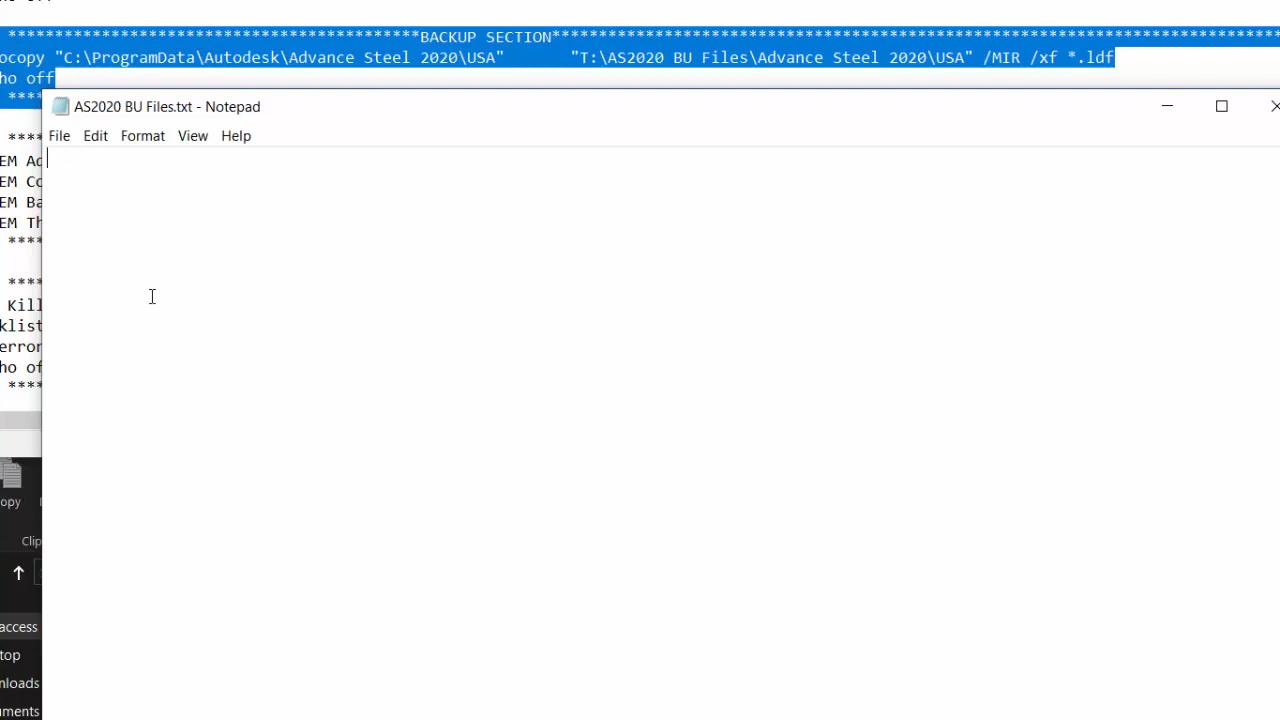 ******************************************BACKUP SECTION******************************************
ocopy "C:\ProgramData\Autodesk\Advance Steel 2020\USA" "T:\AS2020 BU Files\Advance Steel 2020\USA" /MIR /xf *.ldf
ho off
****
AS2020 BU Files.txt - Notepad
File Edit Format View Help
****
EM Ad
EM Co
EM Ba
EM Th
****
****
Kill
klist
error
ho of
****
opy
Clip
access
top
nloads
uments